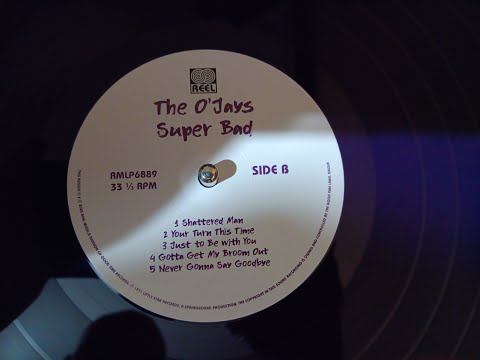 REEL
The O'Jays
Super Bad
RMLP6889
33 ⅓ RPM
SIDE B
1 Shattered Man
2 Your Turn This Time
3 Just to Be With You
4 Gotta Get My Broom Out
5 Never Gonna Say Goodbye